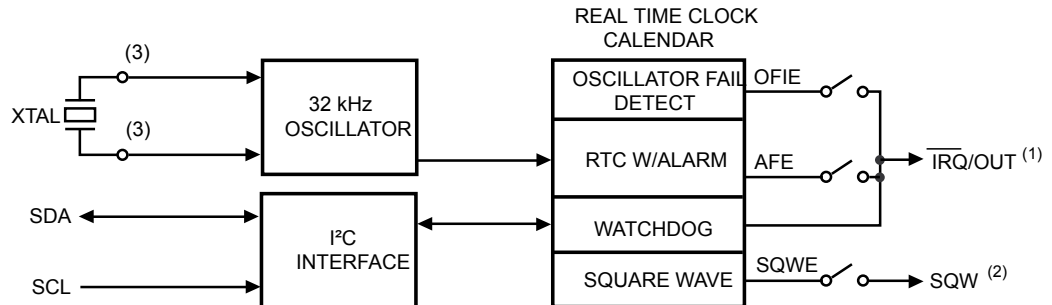 REAL TIME CLOCK
CALENDAR
(3)
XTAL
(3)
32 kHz
OSCILLATOR
OSCILLATOR FAIL
DETECT
OFIE
RTC W/ALARM
AFE
IRQ/OUT (1)
SDA
SCL
I²C
INTERFACE
WATCHDOG
SQUARE WAVE
SQWE
SQW (2)